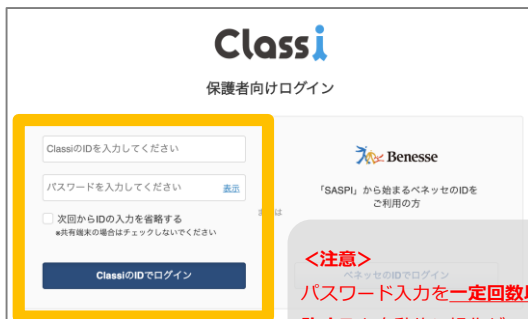 Classi
保護者向けログイン
ClassiのIDを入力してください
パスワードを入力してください 表示
次回からIDの入力を省略する
※共有端末の場合はチェックしないでください
ClassiのIDでログイン
または
Benesse
「SASPI」から始まるベネッセのIDを
ご利用の方
ベネッセのIDでログイン
<注意>
パスワード入力を一定回数